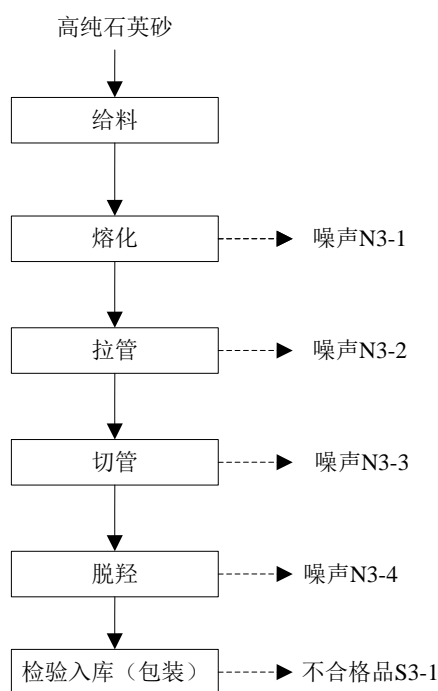 高纯石英砂
给料
熔化
噪声N3-1
拉管
噪声N3-2
切管
噪声N3-3
脱羟
噪声N3-4
检验入库（包装）
不合格品S3-1